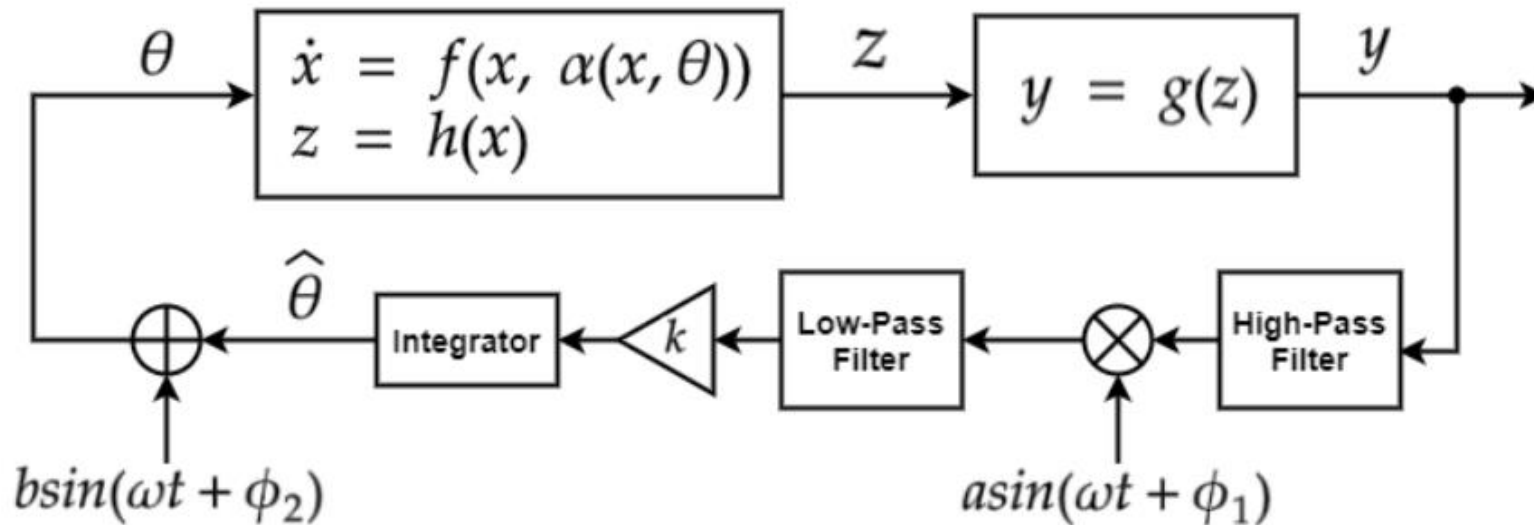 θ
ẋ = f(x, α(x, θ))
z = h(x)
z
y = g(z)
y
θ̂
Integrator
k
Low-Pass
Filter
High-Pass
Filter
bsin(ωt + ϕ₂)
asin(ωt + ϕ₁)